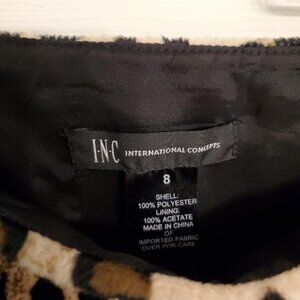 I·N·C INTERNATIONAL CONCEPTS
8
SHELL:
100% POLYESTER
LINING:
100% ACETATE
MADE IN CHINA
OF
IMPORTED FABRIC
OVER FOR CARE